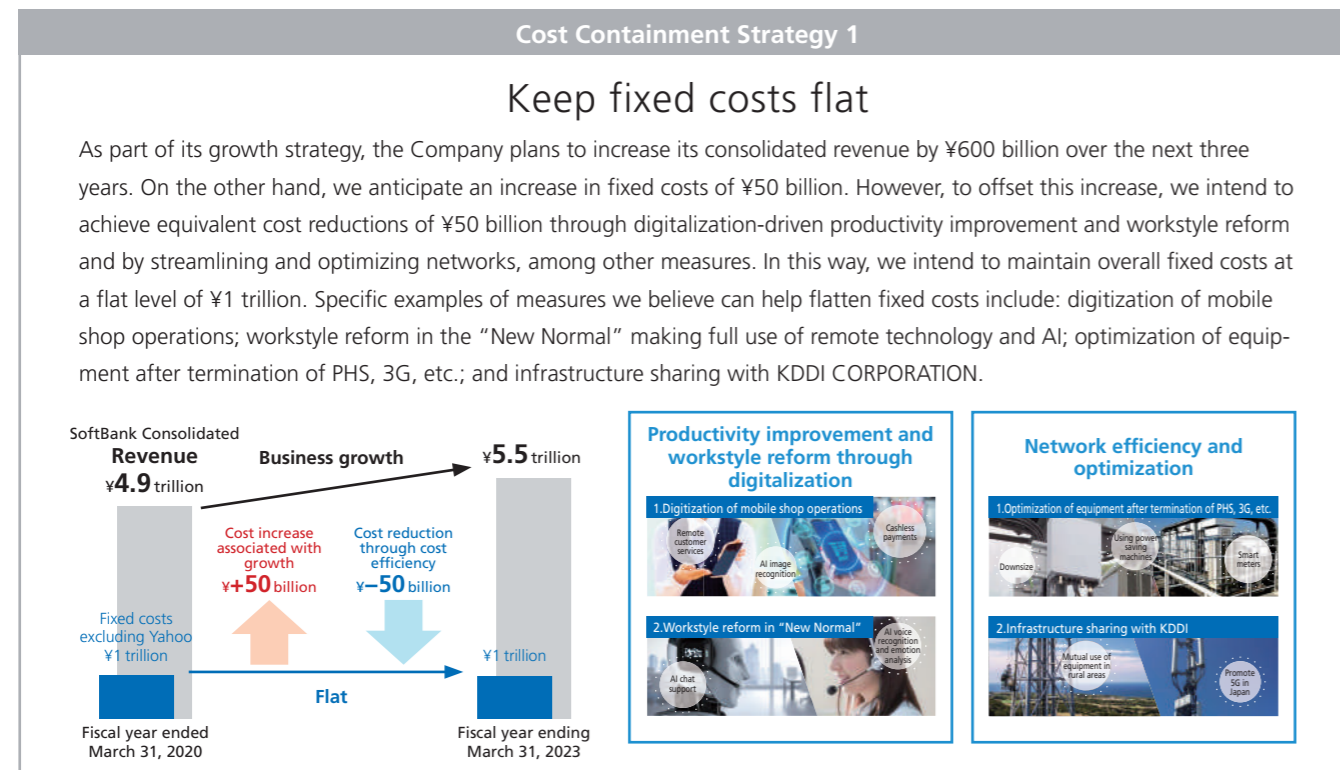 Cost Containment Strategy 1
Keep fixed costs flat
As part of its growth strategy, the Company plans to increase its consolidated revenue by ¥600 billion over the next three
years. On the other hand, we anticipate an increase in fixed costs of ¥50 billion. However, to offset this increase, we intend to
achieve equivalent cost reductions of ¥50 billion through digitalization-driven productivity improvement and workstyle reform
and by streamlining and optimizing networks, among other measures. In this way, we intend to maintain overall fixed costs at
a flat level of ¥1 trillion. Specific examples of measures we believe can help flatten fixed costs include: digitization of mobile
shop operations; workstyle reform in the “New Normal” making full use of remote technology and AI; optimization of equip-
ment after termination of PHS, 3G, etc.; and infrastructure sharing with KDDI CORPORATION.
SoftBank Consolidated
Revenue
¥4.9 trillion
Business growth
¥5.5 trillion
Cost increase
associated with
growth
¥+50 billion
Cost reduction
through cost
efficiency
¥−50 billion
Fixed costs
excluding Yahoo
¥1 trillion
¥1 trillion
Flat
Fiscal year ended
March 31, 2020
Fiscal year ending
March 31, 2023
Productivity improvement and
workstyle reform through
digitalization
1.Digitization of mobile shop operations
Remote
customer
services
AI image
recognition
Cashless
payments
2.Workstyle reform in “New Normal”
AI chat
support
AI voice
recognition
and emotion
analysis
Network efficiency and
optimization
1.Optimization of equipment after termination of PHS, 3G, etc.
Downsize
Using power
saving
machines
Smart
meters
2.Infrastructure sharing with KDDI
Mutual use of
equipment in
rural areas
Promote
5G in
Japan